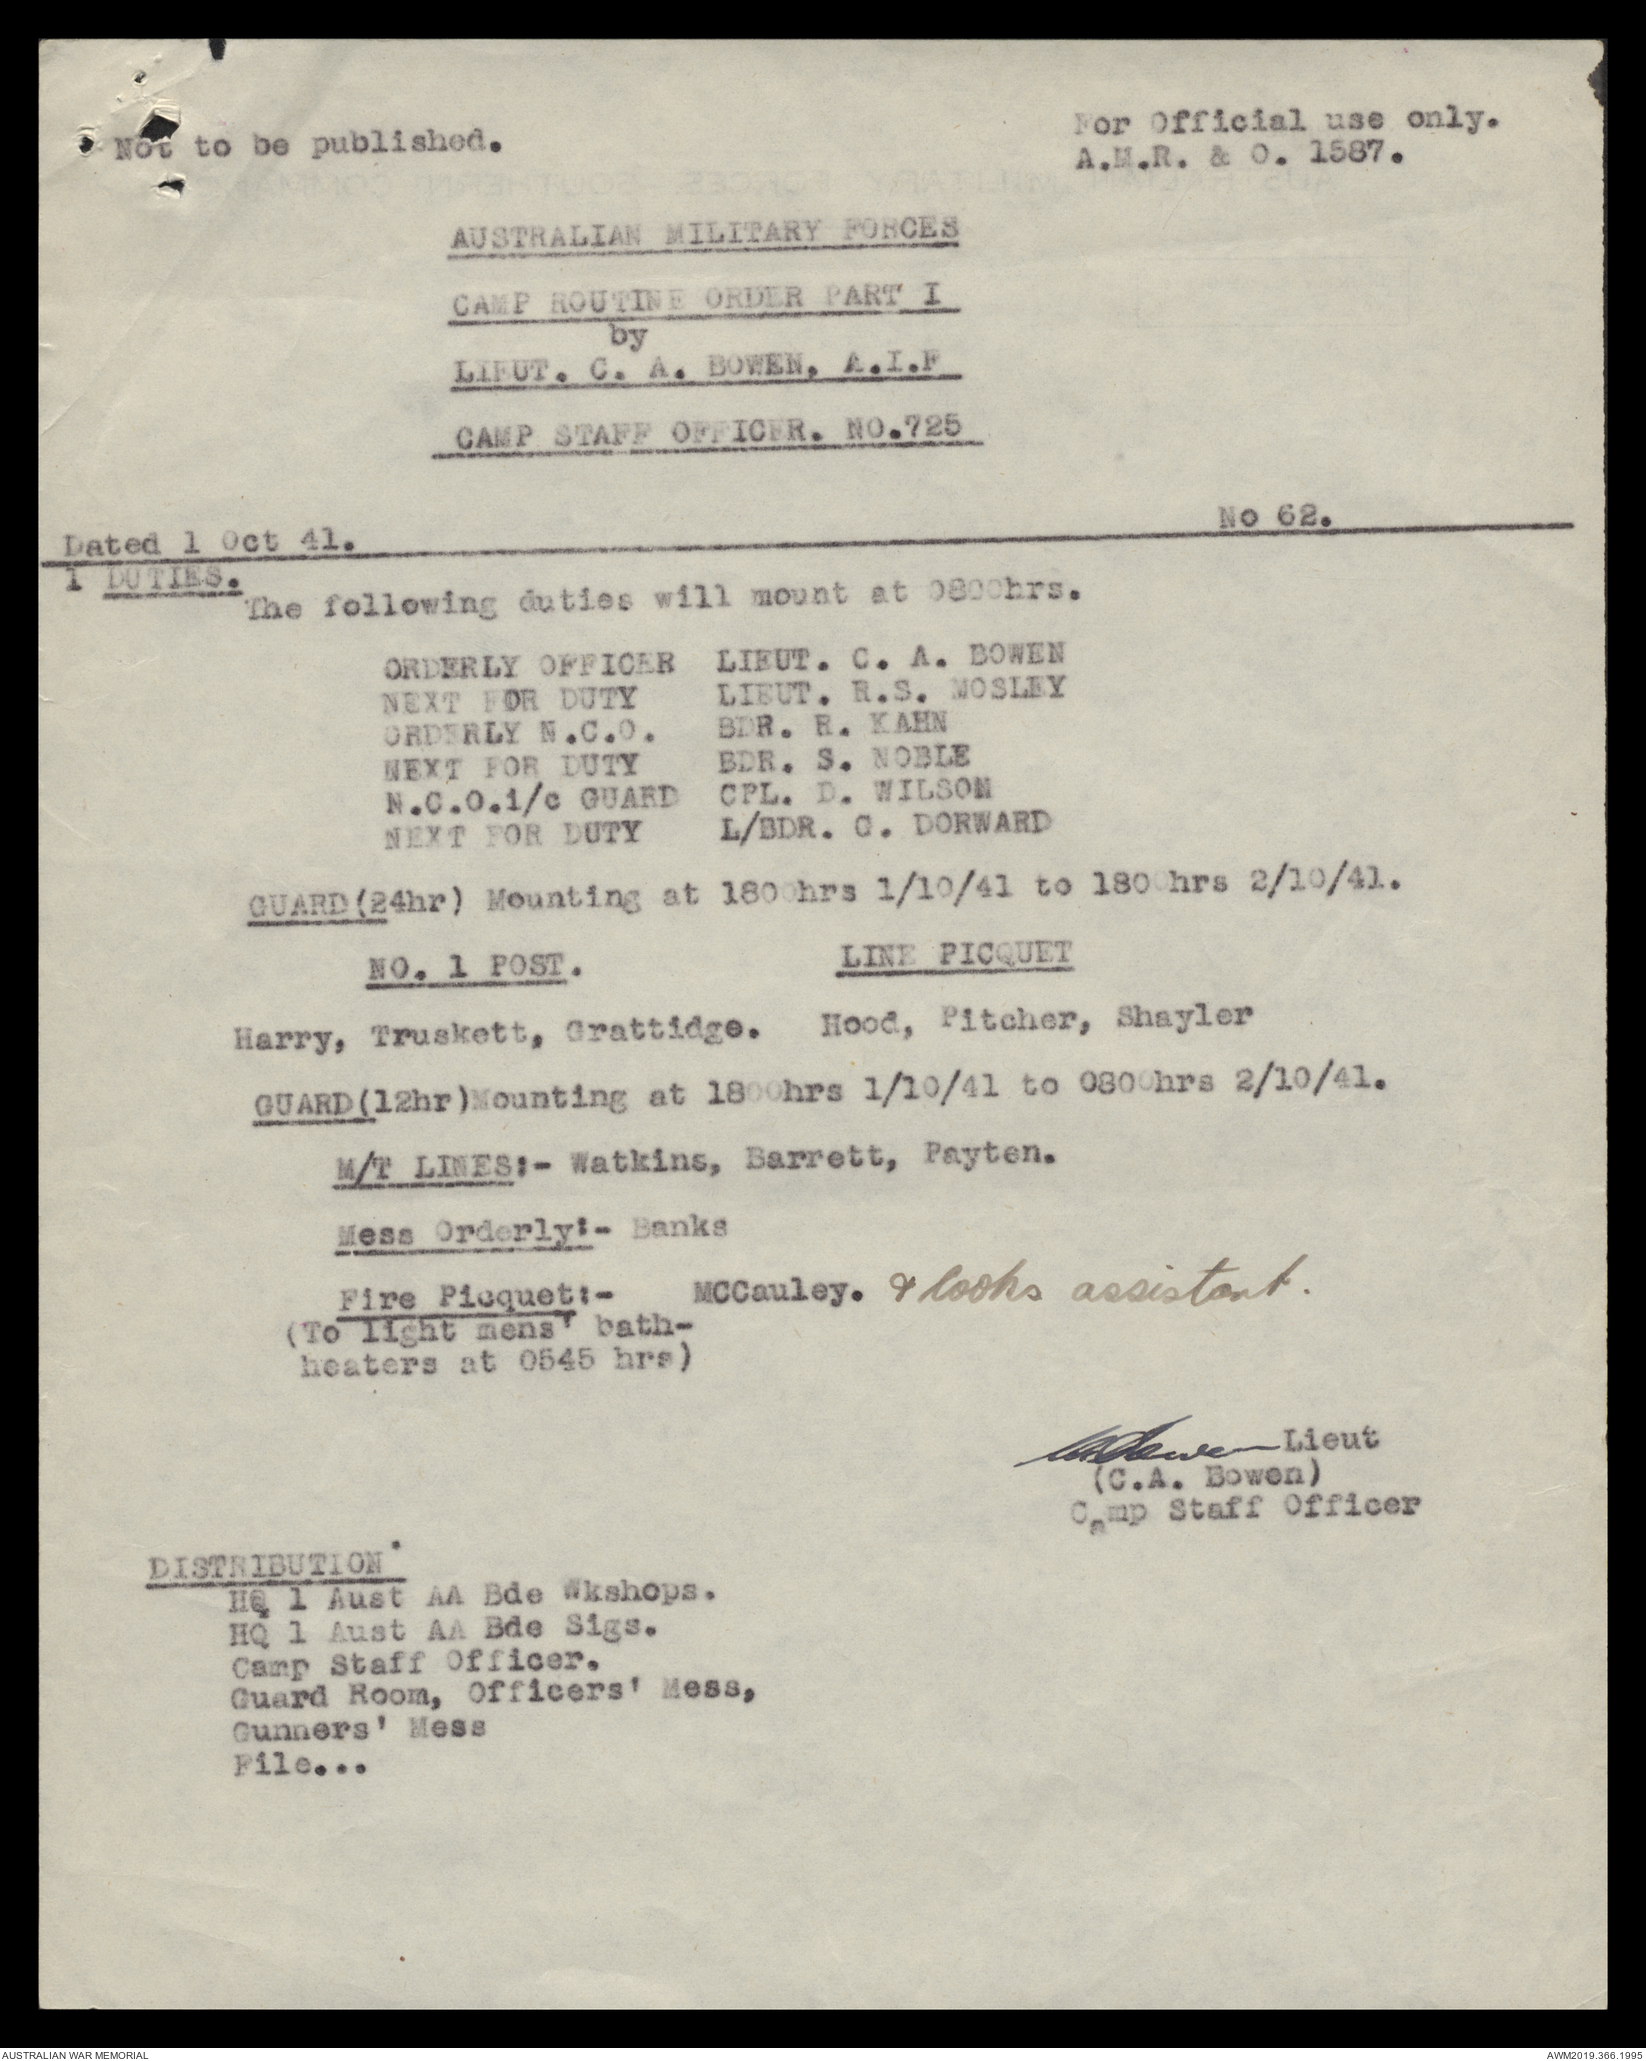 Not to be published.
For Official use only.
A.M.R. & O. 1587.
AUSTRALIAN MILITARY FORCES
CAMP ROUTINE ORDER PART I
by
LIEUT. C. A. BOWEN, A.I.F
CAMP STAFF OFFICER. NO.725
Dated 1 Oct 41. No 62.
1 DUTIES.
The following duties will mount at 0800hrs.
ORDERLY OFFICER LIEUT. C. A. BOWEN
NEXT FOR DUTY LIEUT. R.S. MOSLEY
ORDERLY N.C.O. BDR. R. KAHN
NEXT FOR DUTY BDR. S. NOBLE
N.C.O.i/c GUARD CPL. D. WILSON
NEXT FOR DUTY L/BDR. G. DORWARD
GUARD(24hr) Mounting at 1800hrs 1/10/41 to 1800hrs 2/10/41.
NO. 1 POST. LINE PICQUET
Harry, Truskett, Grattidge. Hood, Pitcher, Shayler
GUARD(12hr)Mounting at 1800hrs 1/10/41 to 0800hrs 2/10/41.
M/T LINES:- Watkins, Barrett, Payten.
Mess Orderly:- Banks
Fire Picquet:- MCCauley. & Cooks assistant.
(To light mens' bath-
heaters at 0545 hrs)
Lieut
(C.A. Bowen)
Camp Staff Officer
DISTRIBUTION
HQ 1 Aust AA Bde Wkshops.
HQ 1 Aust AA Bde Sigs.
Camp Staff Officer.
Guard Room, Officers' Mess,
Gunners' Mess
File...
AUSTRALIAN WAR MEMORIAL AWM2019.366.1995